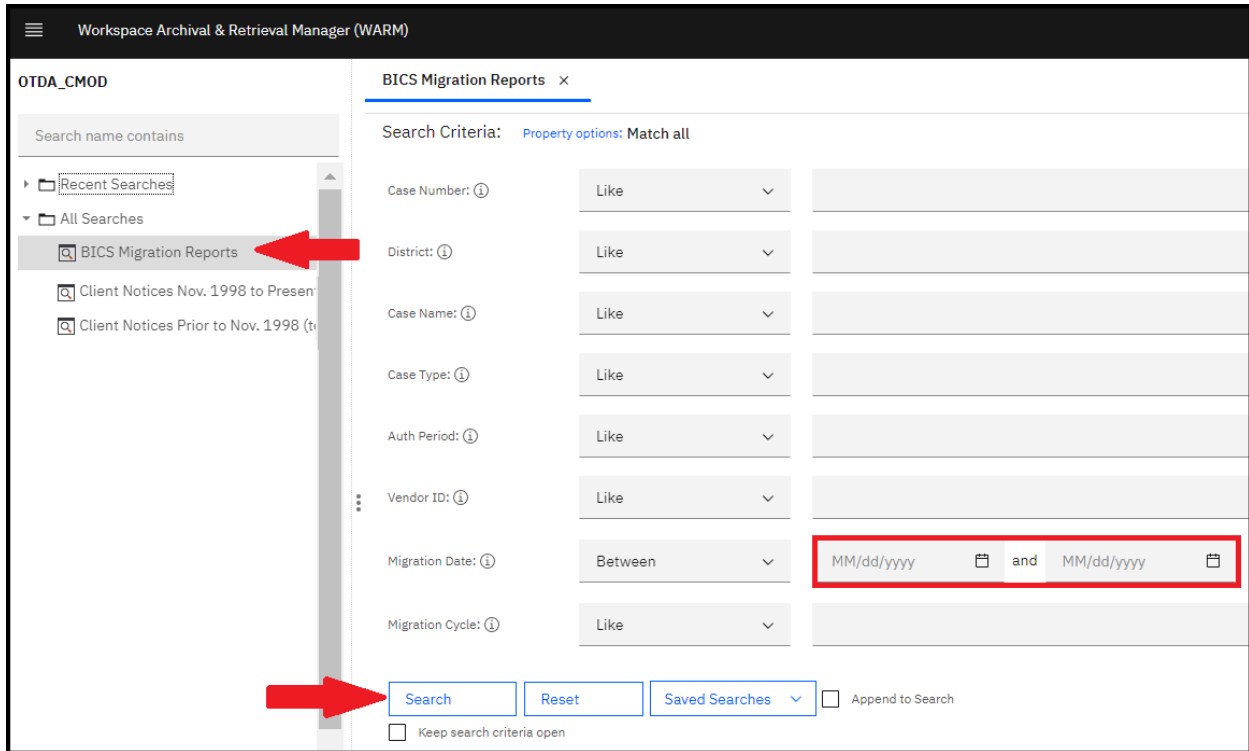 Workspace Archival & Retrieval Manager (WARM)
OTDA_CMOD
Search name contains
Recent Searches
All Searches
BICS Migration Reports
Client Notices Nov. 1998 to Presen
Client Notices Prior to Nov. 1998 (t
BICS Migration Reports ×
Search Criteria: Property options: Match all
Case Number: Like
District: Like
Case Name: Like
Case Type: Like
Auth Period: Like
Vendor ID: Like
Migration Date: Between MM/dd/yyyy and MM/dd/yyyy
Migration Cycle: Like
Search Reset Saved Searches Append to Search
Keep search criteria open